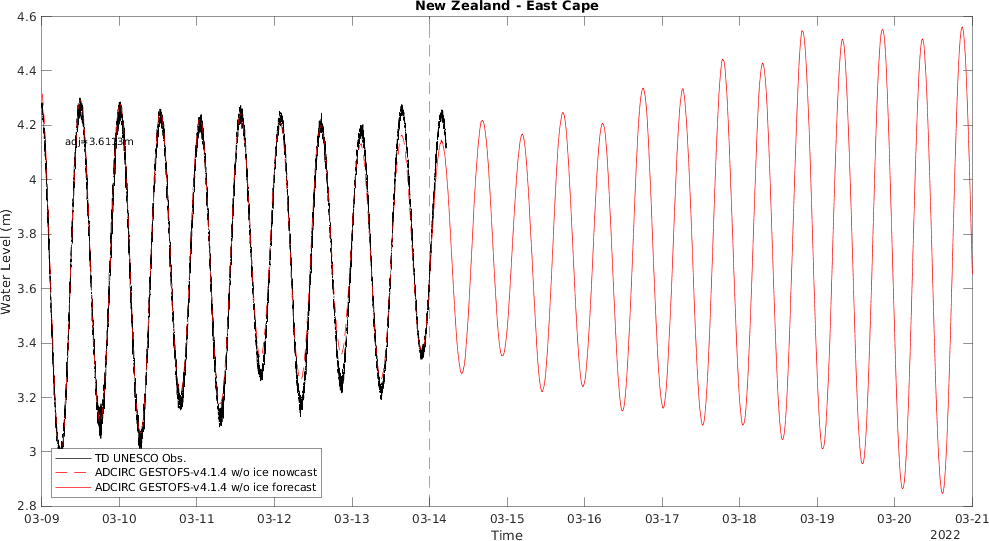 New Zealand - East Cape
4.6
4.4
4.2
4
3.8
3.6
3.4
3.2
3
2.8
Water Level (m)
adj=3.6113m
TD UNESCO Obs.
ADCIRC GESTOFS-v4.1.4 w/o ice nowcast
ADCIRC GESTOFS-v4.1.4 w/o ice forecast
03-09 03-10 03-11 03-12 03-13 03-14 03-15 03-16 03-17 03-18 03-19 03-20 03-21
Time
2022